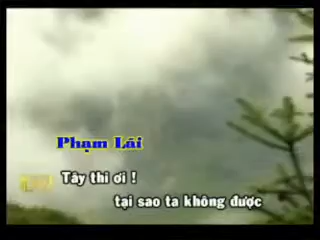 Phạm Lãi
Tây thi ơi !
tại sao ta không được